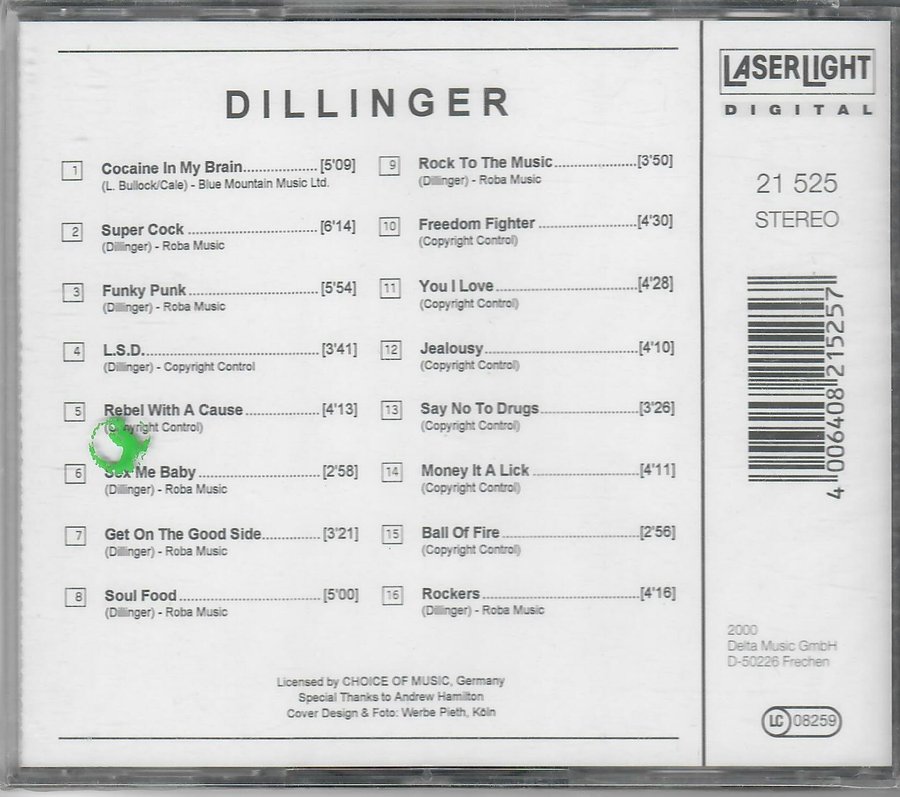 DILLINGER
1 Cocaine In My Brain..................[5'09]
(L. Bullock/Cale) - Blue Mountain Music Ltd.
2 Super Cock ................................[6'14]
(Dillinger) - Roba Music
3 Funky Punk................................[5'54]
(Dillinger) - Roba Music
4 L.S.D...........................................[3'41]
(Dillinger) - Copyright Control
5 Rebel With A Cause ..................[4'13]
Control)
6 Me Baby..............................[2'58]
(Dillinger) - Roba Music
7 Get On The Good Side..............[3'21]
(Dillinger) - Roba Music
8 Soul Food ..................................[5'00]
(Dillinger) - Roba Music
9 Rock To The Music....................[3'50]
(Dillinger) - Roba Music
10 Freedom Fighter ........................[4'30]
(Copyright Control)
11 You I Love..................................[4'28]
(Copyright Control)
12 Jealousy.....................................[4'10]
(Copyright Control)
13 Say No To Drugs........................[3'26]
(Copyright Control)
14 Money It A Lick ..........................[4'11]
(Copyright Control)
15 Ball Of Fire .................................[2'56]
(Copyright Control)
16 Rockers......................................[4'16]
(Dillinger) - Roba Music
Licensed by CHOICE OF MUSIC, Germany
Special Thanks to Andrew Hamilton
Cover Design & Foto: Werbe Pleth, Köln
LASERLIGHT
DIGITAL
21 525
STEREO
4 006408 215257
2000
Delta Music GmbH
D-50226 Frechen
LC 08259